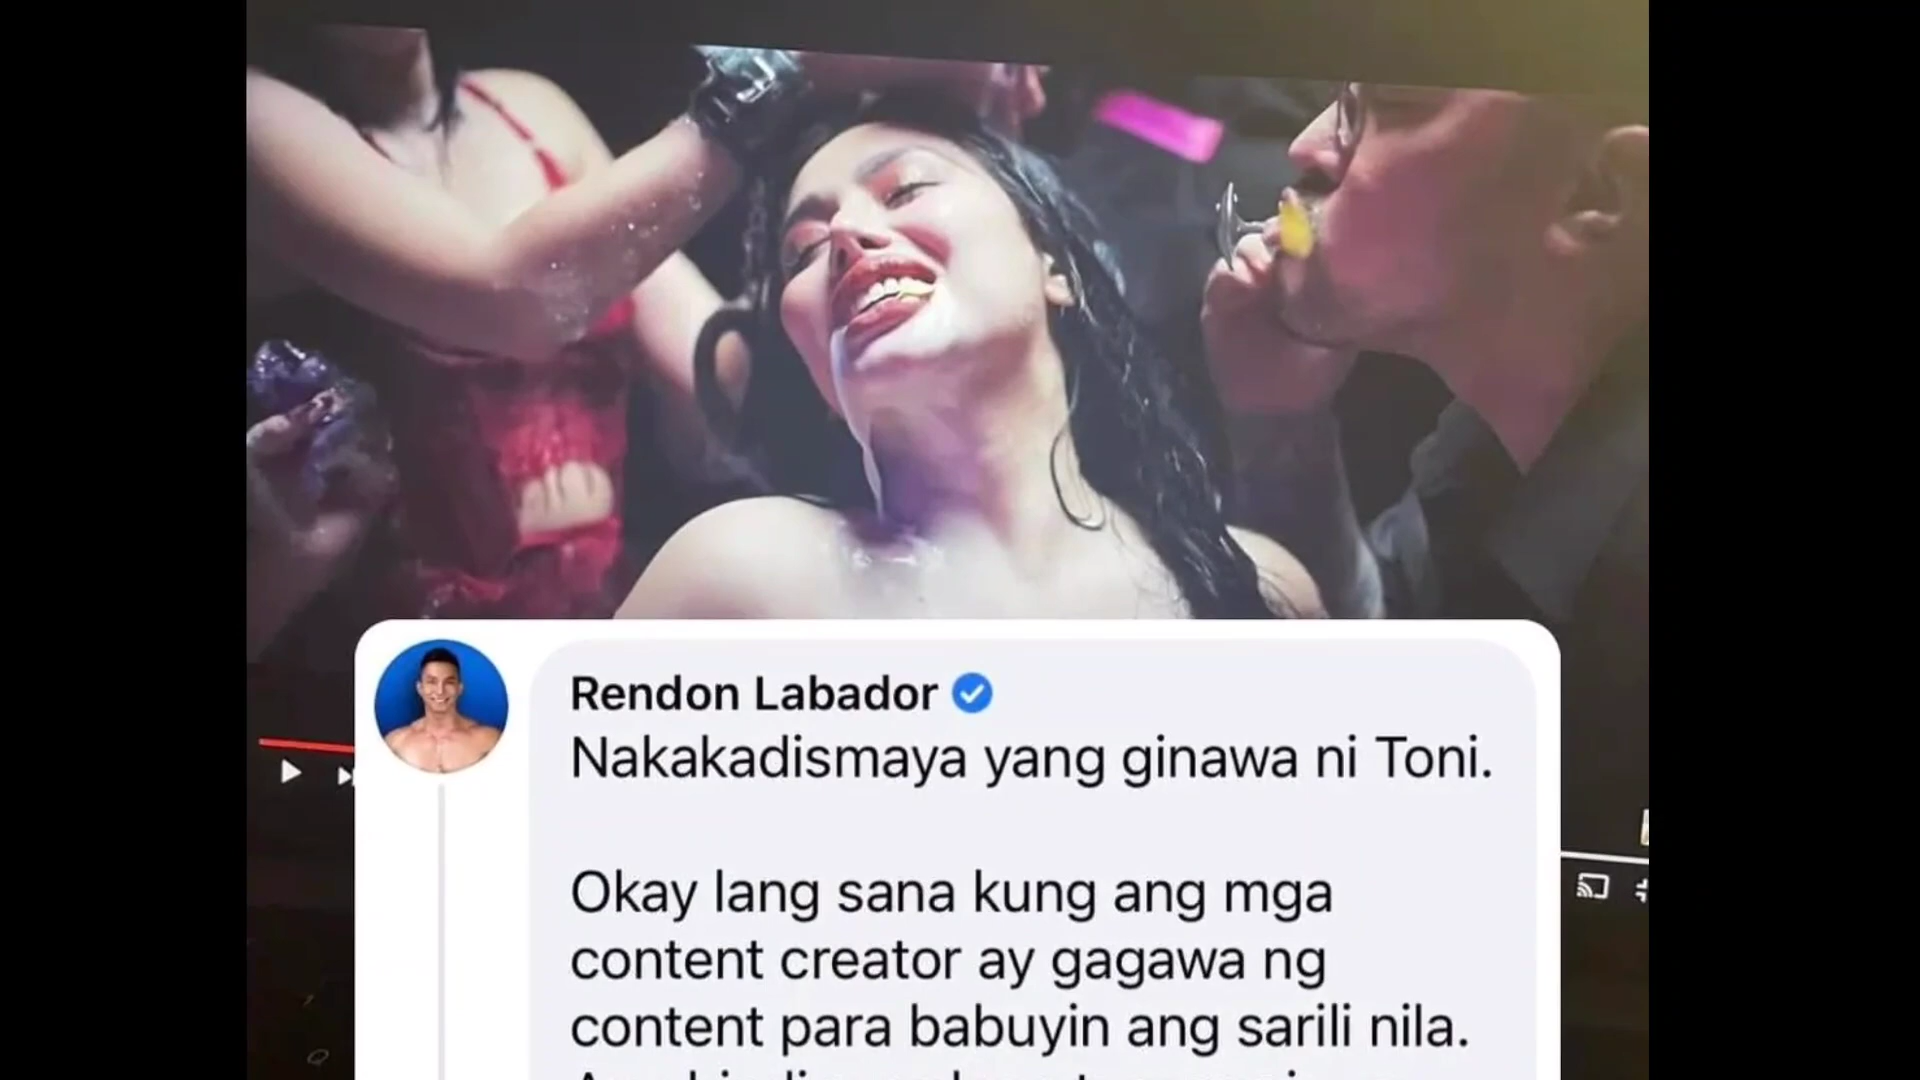 Rendon Labador
Nakakadismaya yang ginawa ni Toni.
Okay lang sana kung ang mga
content creator ay gagawa ng
content para babuyin ang sarili nila.